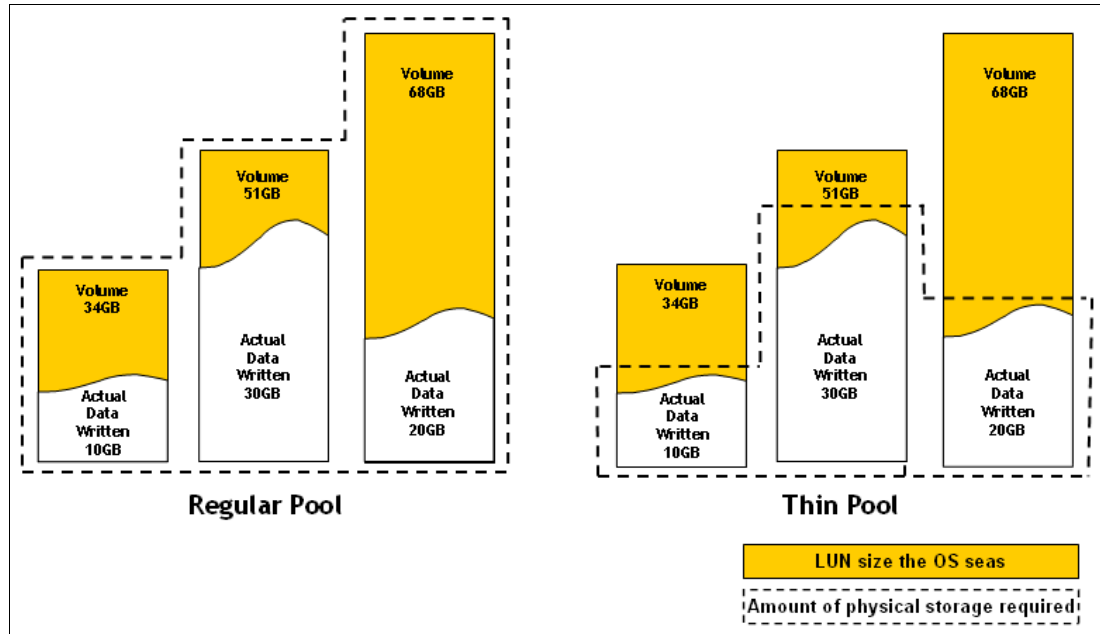 Volume
34GB
Actual
Data
Written
10GB
Volume
51GB
Actual
Data
Written
30GB
Volume
68GB
Actual
Data
Written
20GB
Regular Pool
Volume
34GB
Actual
Data
Written
10GB
Volume
51GB
Actual
Data
Written
30GB
Volume
68GB
Actual
Data
Written
20GB
Thin Pool
LUN size the OS seas
Amount of physical storage required